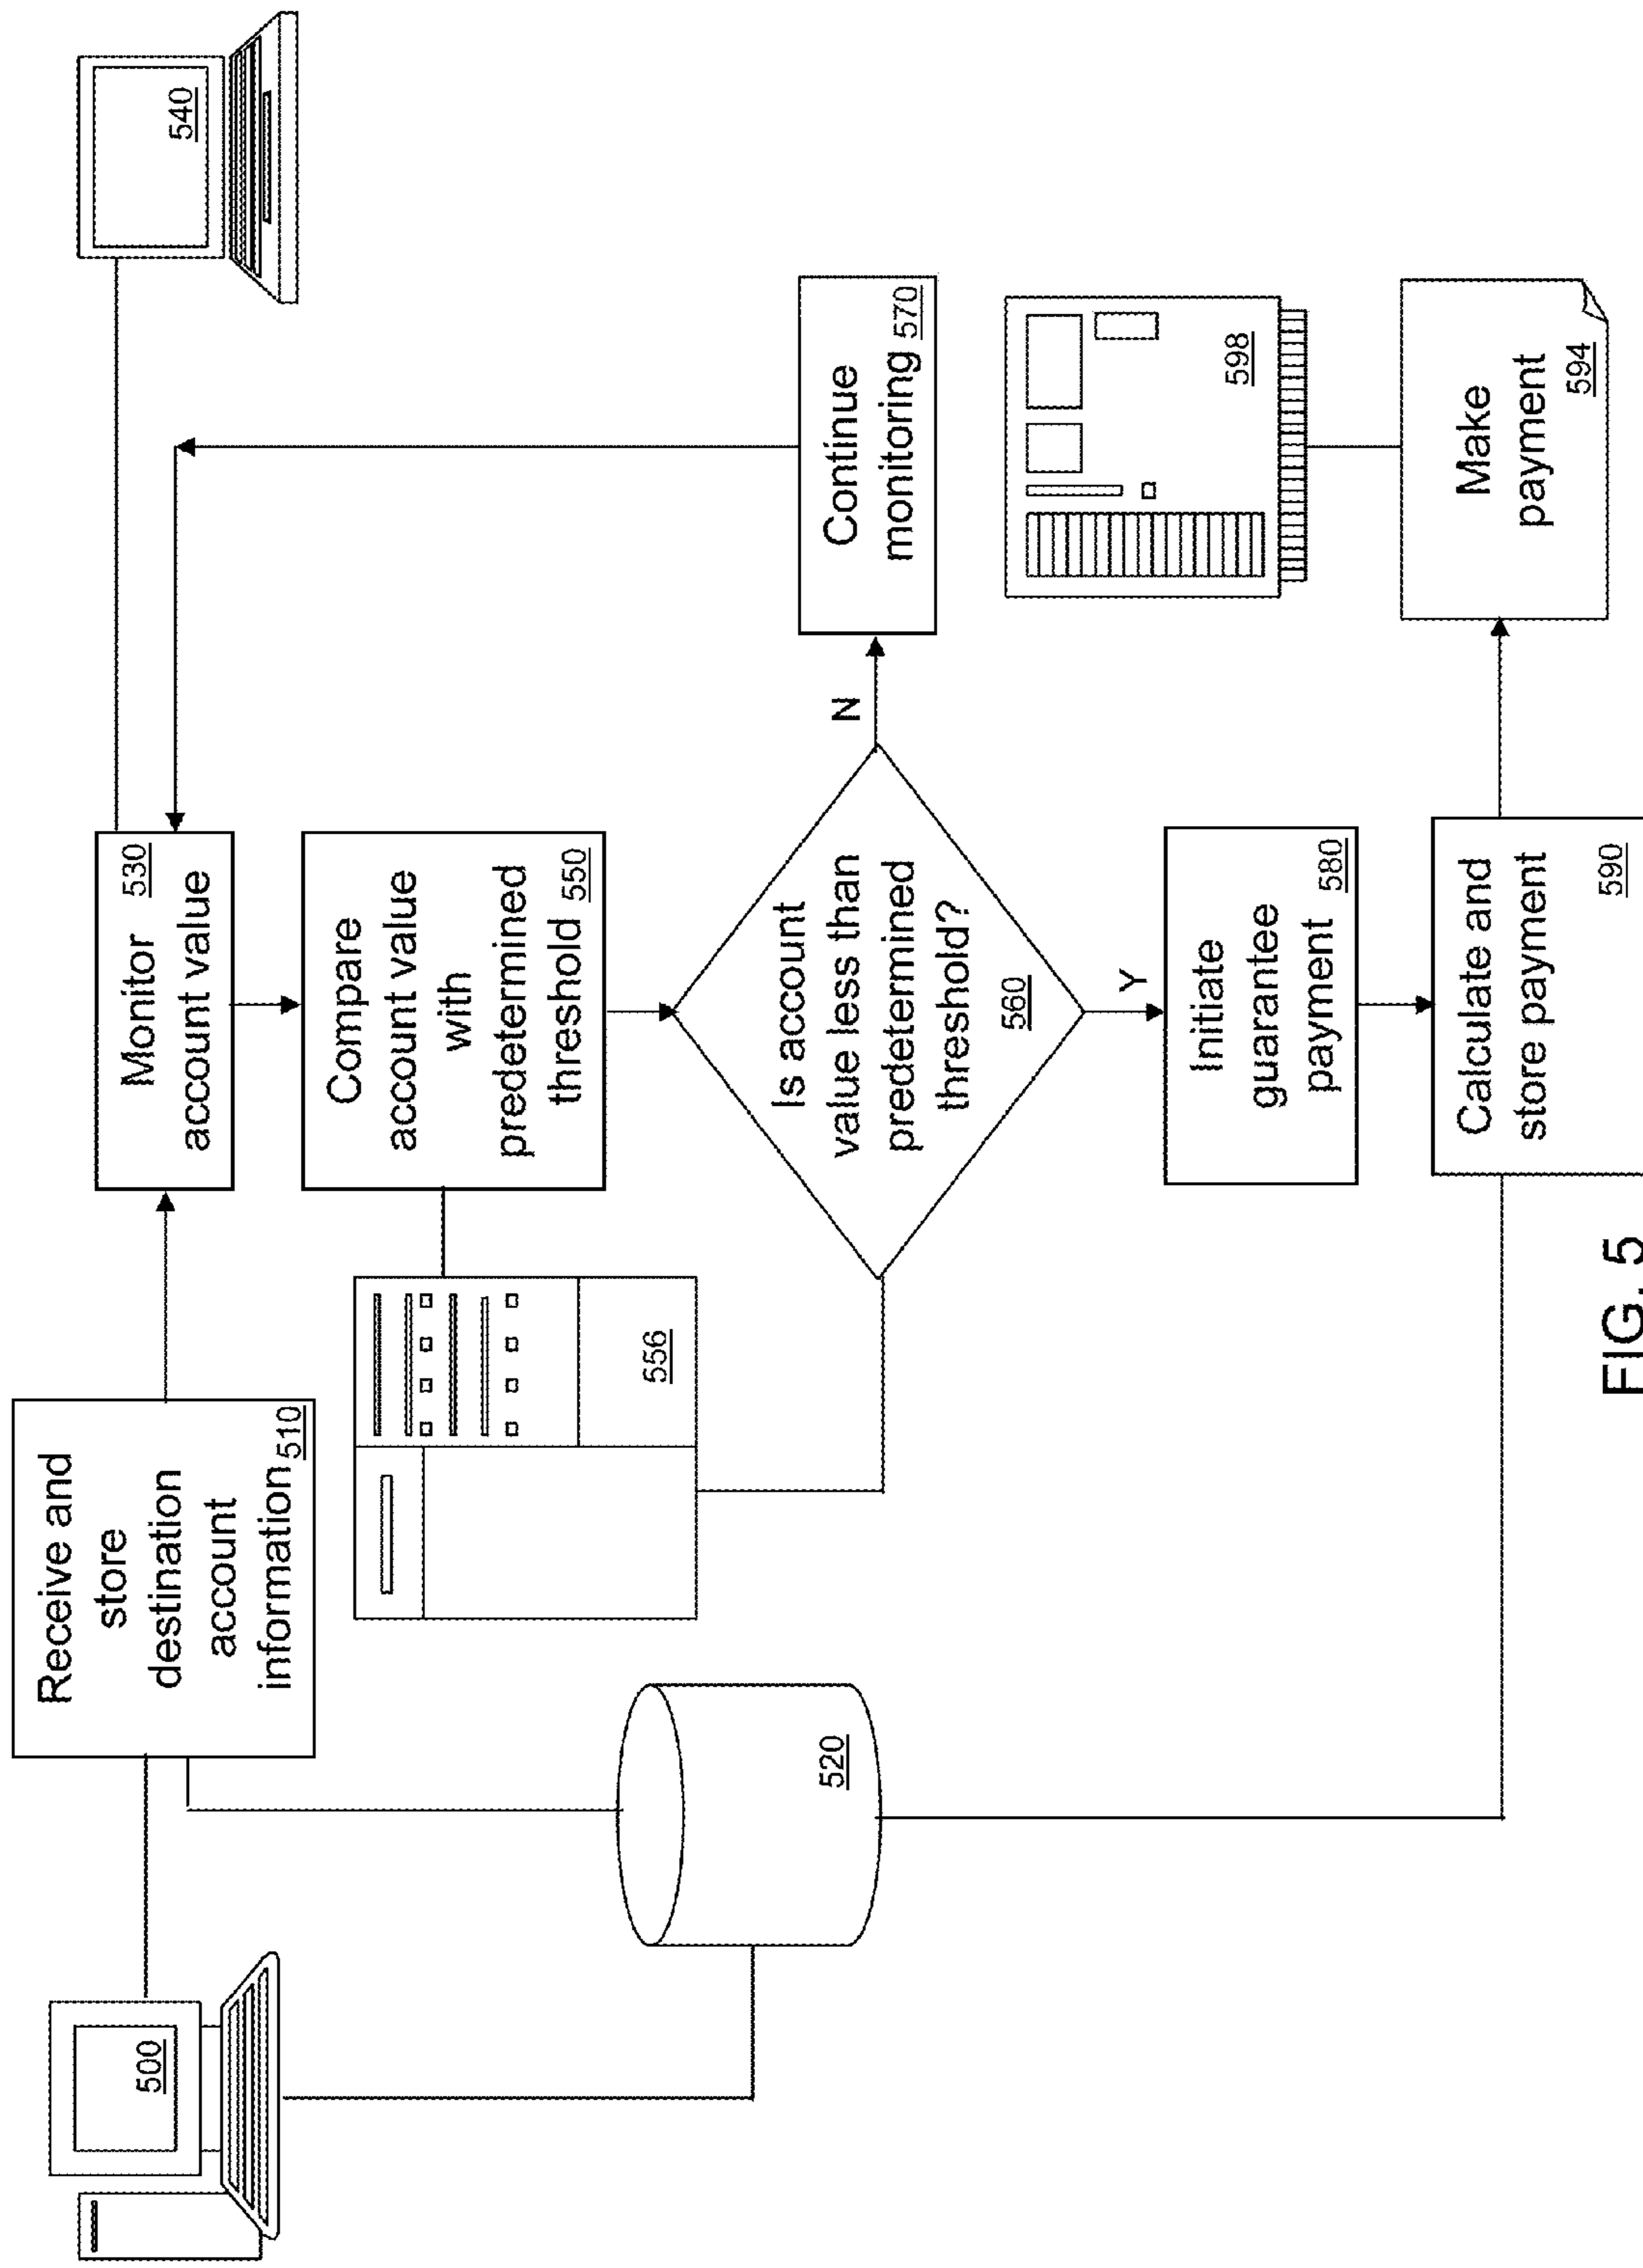 500
Receive and
store
destination
account
information 510
Monitor 530
account value
540
520
556
Compare
account value
with
predetermined
threshold 550
Is account
value less than
predetermined
threshold?
560
N
Continue
monitoring 570
Y
Initiate
guarantee
payment 580
598
Calculate and
store payment
590
Make
payment
594
FIG. 5